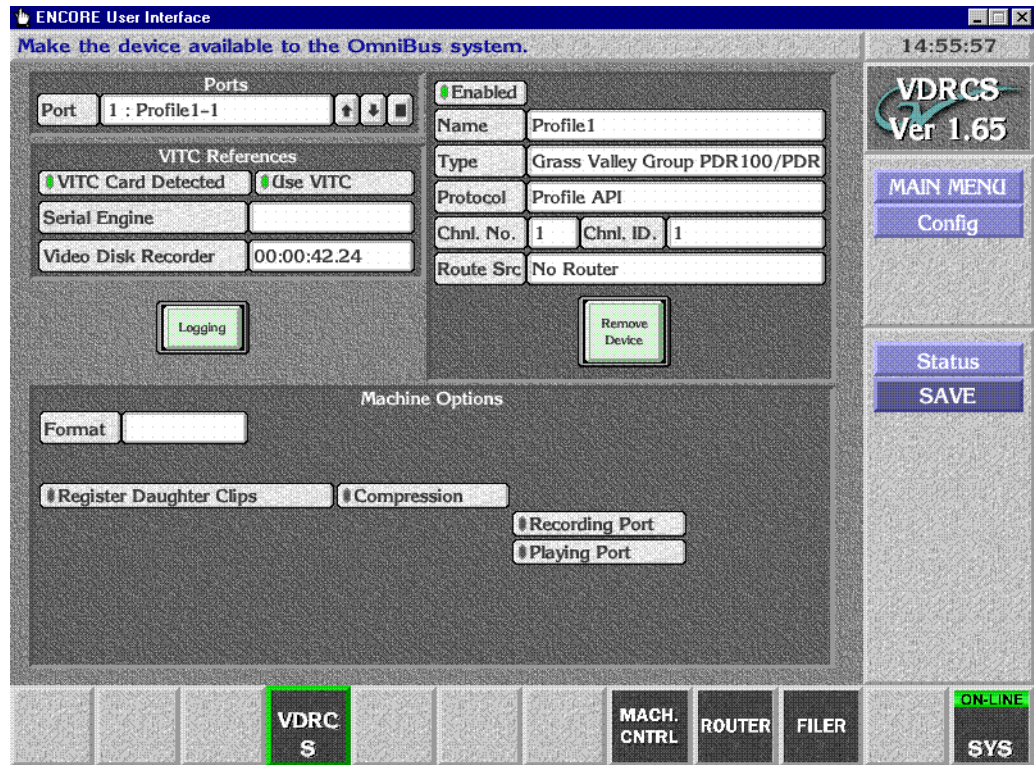 ENCORE User Interface
Make the device available to the OmniBus system.
14:55:57
Ports
Port 1 : Profile1-1
VITC References
VITC Card Detected Use VITC
Serial Engine
Video Disk Recorder 00:00:42.24
Logging
Enabled
Name Profile1
Type Grass Valley Group PDR100/PDR
Protocol Profile API
Chnl. No. 1 Chnl. ID. 1
Route Src No Router
Remove
Device
Machine Options
Format
Register Daughter Clips Compression
Recording Port
Playing Port
VDRCS
Ver 1.65
MAIN MENU
Config
Status
SAVE
VDRC
S
MACH.
CNTRL
ROUTER
FILER
ON-LINE
SYS